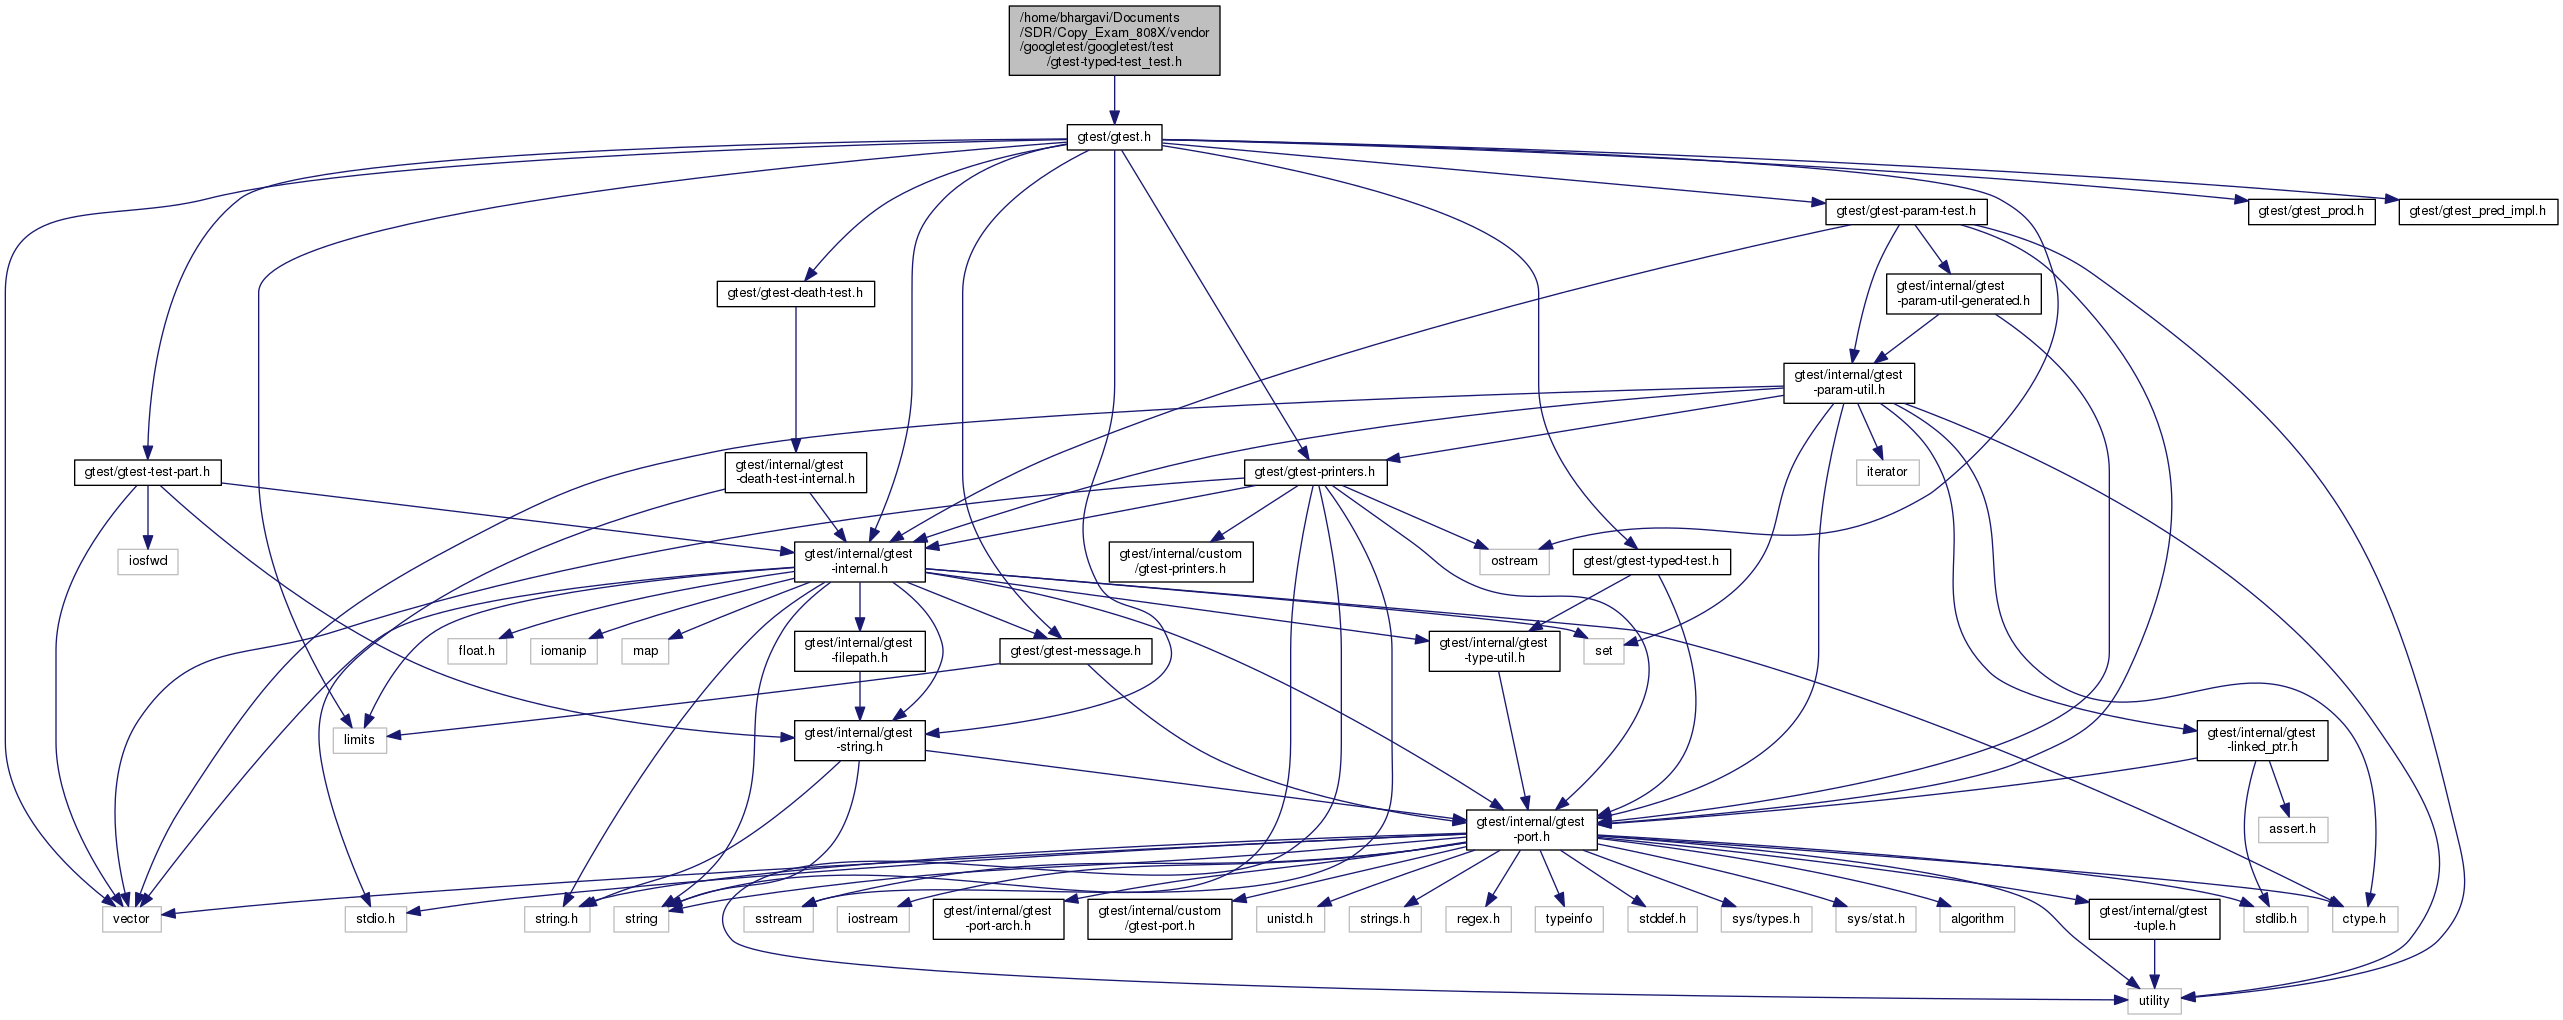 /home/bhargavi/Documents
/SDR/Copy_Exam_808X/vendor
/googletest/googletest/test
/gtest-typed-test_test.h
gtest/gtest.h
gtest/gtest-param-test.h
gtest/gtest_prod.h
gtest/gtest_pred_impl.h
gtest/gtest-death-test.h
gtest/internal/gtest
-param-util-generated.h
gtest/internal/gtest
-param-util.h
gtest/gtest-test-part.h
gtest/internal/gtest
-death-test-internal.h
gtest/gtest-printers.h
iterator
iosfwd
gtest/internal/gtest
-internal.h
gtest/internal/custom
/gtest-printers.h
ostream
gtest/gtest-typed-test.h
float.h
iomanip
map
gtest/internal/gtest
-filepath.h
gtest/gtest-message.h
gtest/internal/gtest
-type-util.h
set
limits
gtest/internal/gtest
-string.h
gtest/internal/gtest
-linked_ptr.h
gtest/internal/gtest
-port.h
assert.h
vector
stdio.h
string.h
string
sstream
iostream
gtest/internal/gtest
-port-arch.h
gtest/internal/custom
/gtest-port.h
unistd.h
strings.h
regex.h
typeinfo
stddef.h
sys/types.h
sys/stat.h
algorithm
gtest/internal/gtest
-tuple.h
stdlib.h
ctype.h
utility